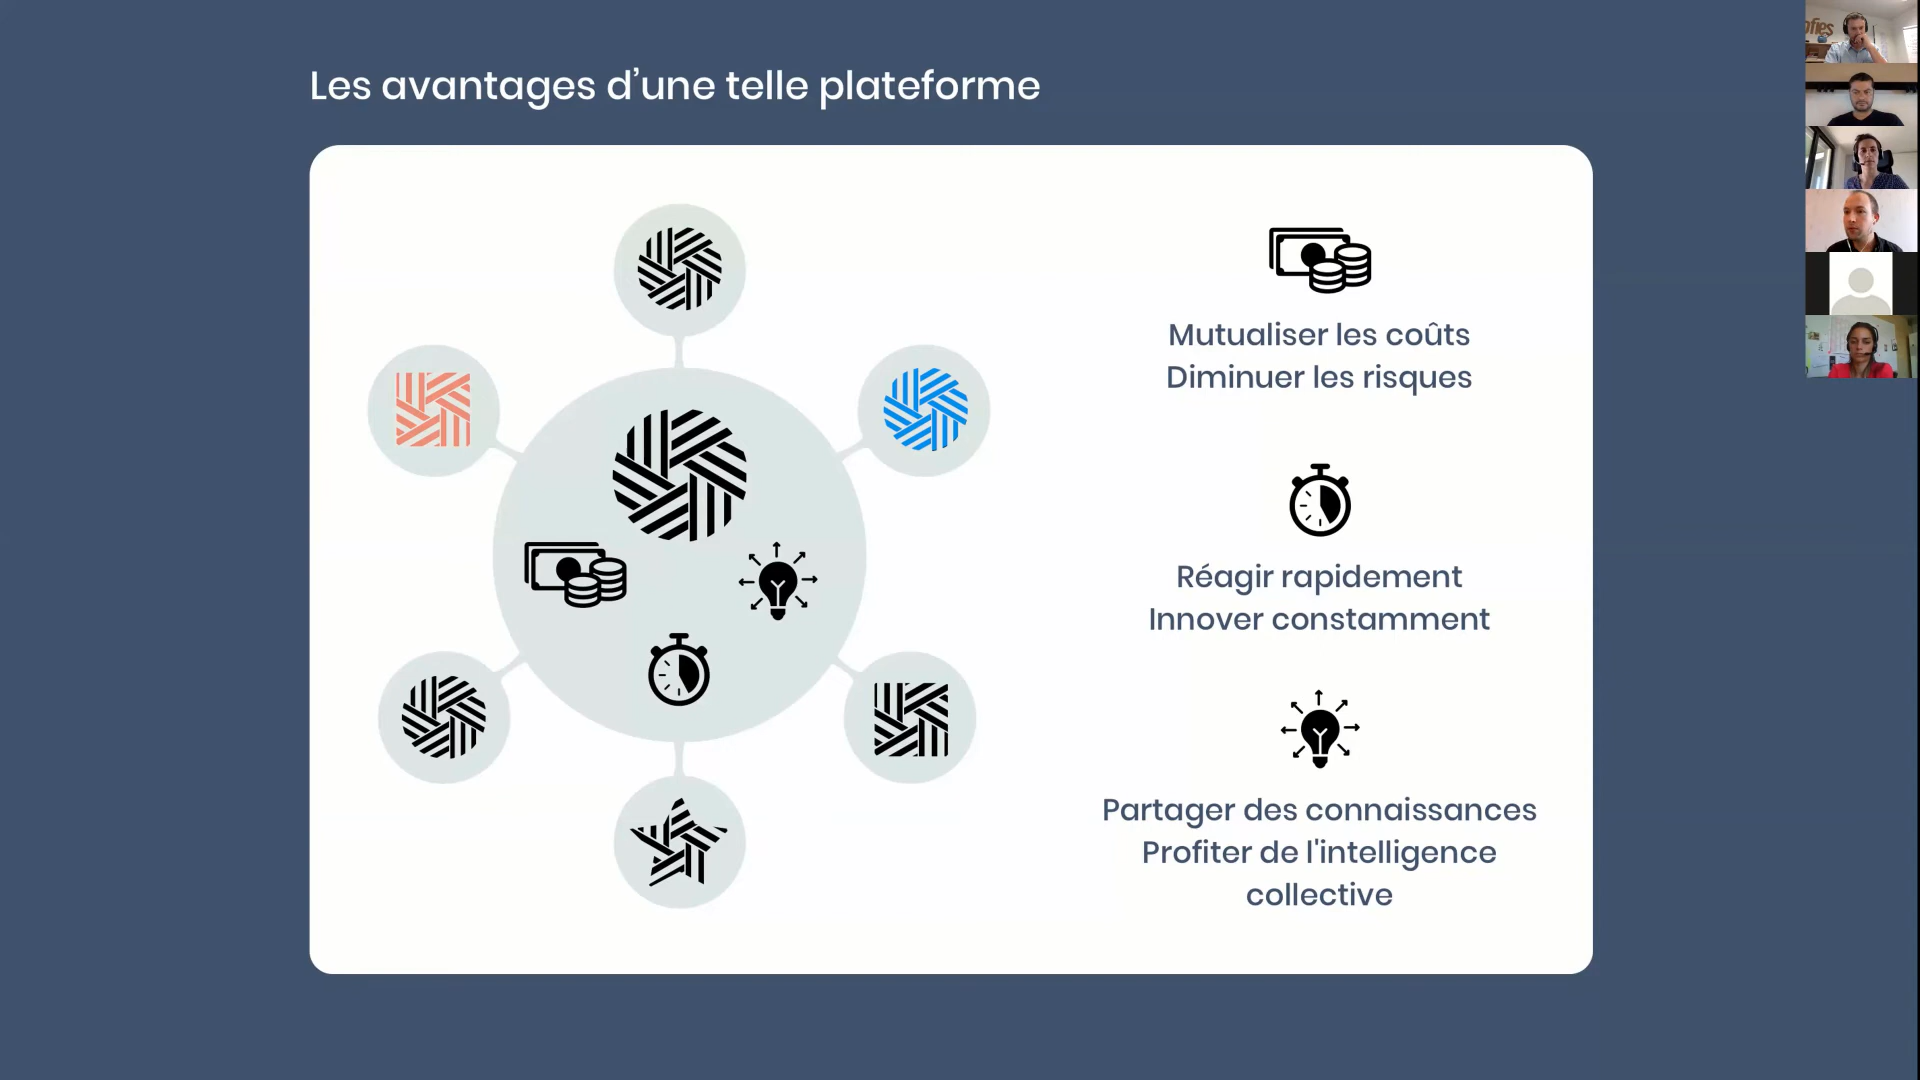 Les avantages d’une telle plateforme
Mutualiser les coûts
Diminuer les risques
Réagir rapidement
Innover constamment
Partager des connaissances
Profiter de l'intelligence
collective